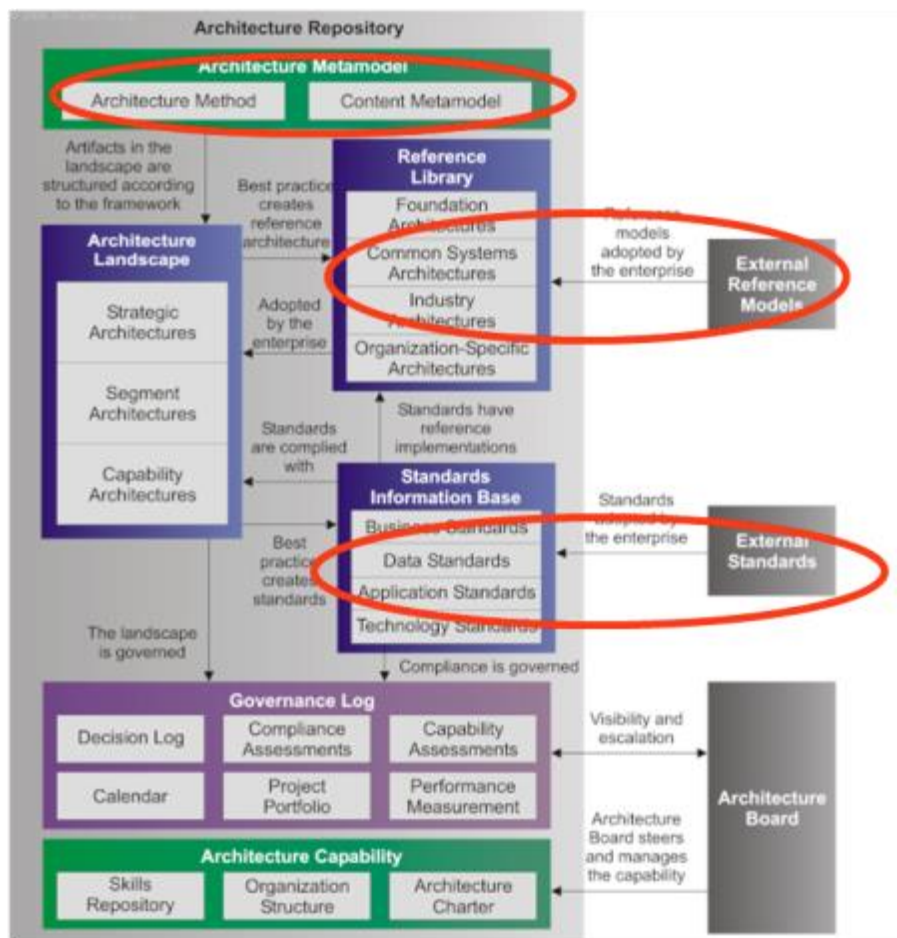 Architecture Repository
Architecture Metamodel
Architecture Method
Content Metamodel
Artifacts in the
landscape are
structured according
to the framework
Best practice
creates
reference
architecture
Reference
Library
Foundation
Architectures
Common Systems
Architectures
Industry
Architectures
Organization-Specific
Architectures
Reference
models
adopted by
the enterprise
External
Reference
Models
Architecture
Landscape
Strategic
Architectures
Segment
Architectures
Capability
Architectures
Adopted
by the
enterprise
Standards
are complied
with
Standards have
reference
implementations
Standards
Information Base
Business Standards
Data Standards
Application Standards
Technology Standards
Standards
adopted by
the enterprise
External
Standards
Best
practice
creates
standards
The landscape
is governed
Compliance is governed
Governance Log
Decision Log
Compliance
Assessments
Capability
Assessments
Calendar
Project
Portfolio
Performance
Measurement
Visibility and
escalation
Architecture
Board
Architecture
Board steers
and manages
the capability
Architecture Capability
Skills
Repository
Organization
Structure
Architecture
Charter